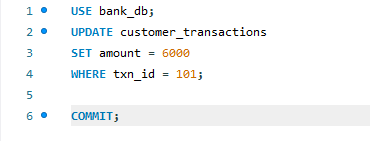 1 USE bank_db;
2 UPDATE customer_transactions
3 SET amount = 6000
4 WHERE txn_id = 101;
5
6 COMMIT;